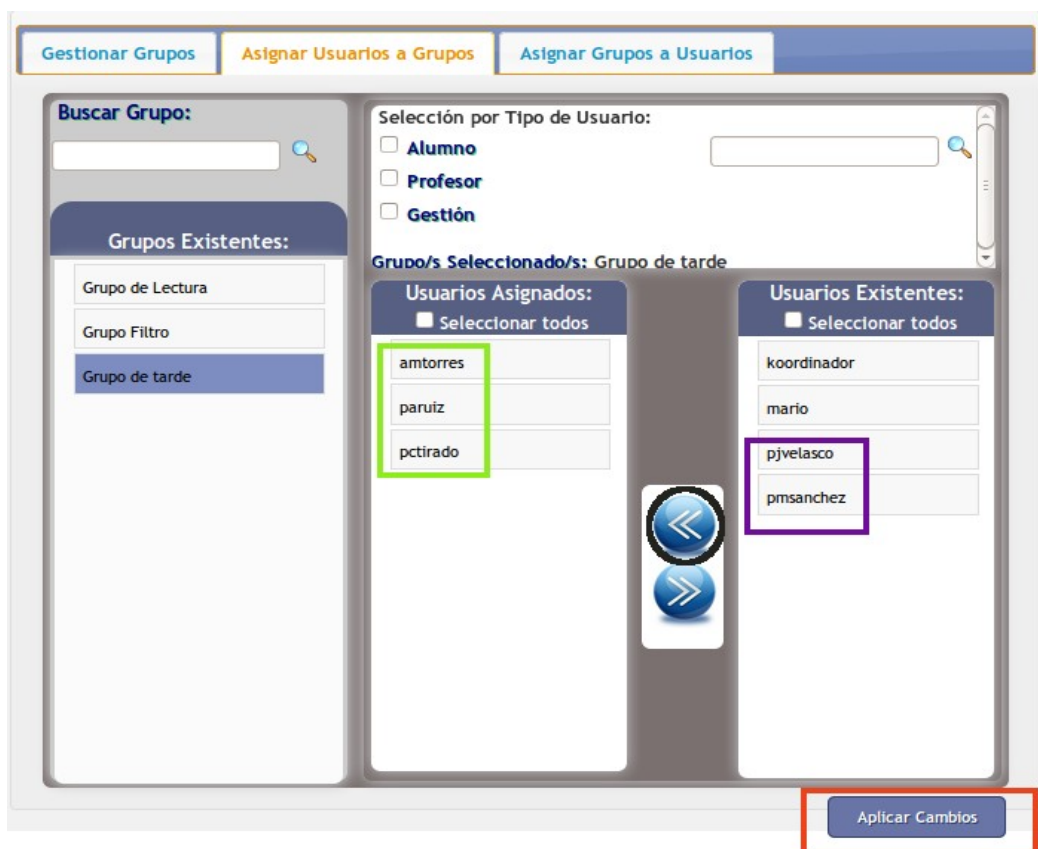 Gestionar Grupos
Asignar Usuarios a Grupos
Asignar Grupos a Usuarios
Buscar Grupo:
Grupos Existentes:
Grupo de Lectura
Grupo Filtro
Grupo de tarde
Selección por Tipo de Usuario:
Alumno
Profesor
Gestión
Grupo/s Seleccionado/s: Grupo de tarde
Usuarios Asignados:
Seleccionar todos
amtorres
paruiz
pctirado
Usuarios Existentes:
Seleccionar todos
koordinador
mario
pjvelasco
pmsanchez
Aplicar Cambios